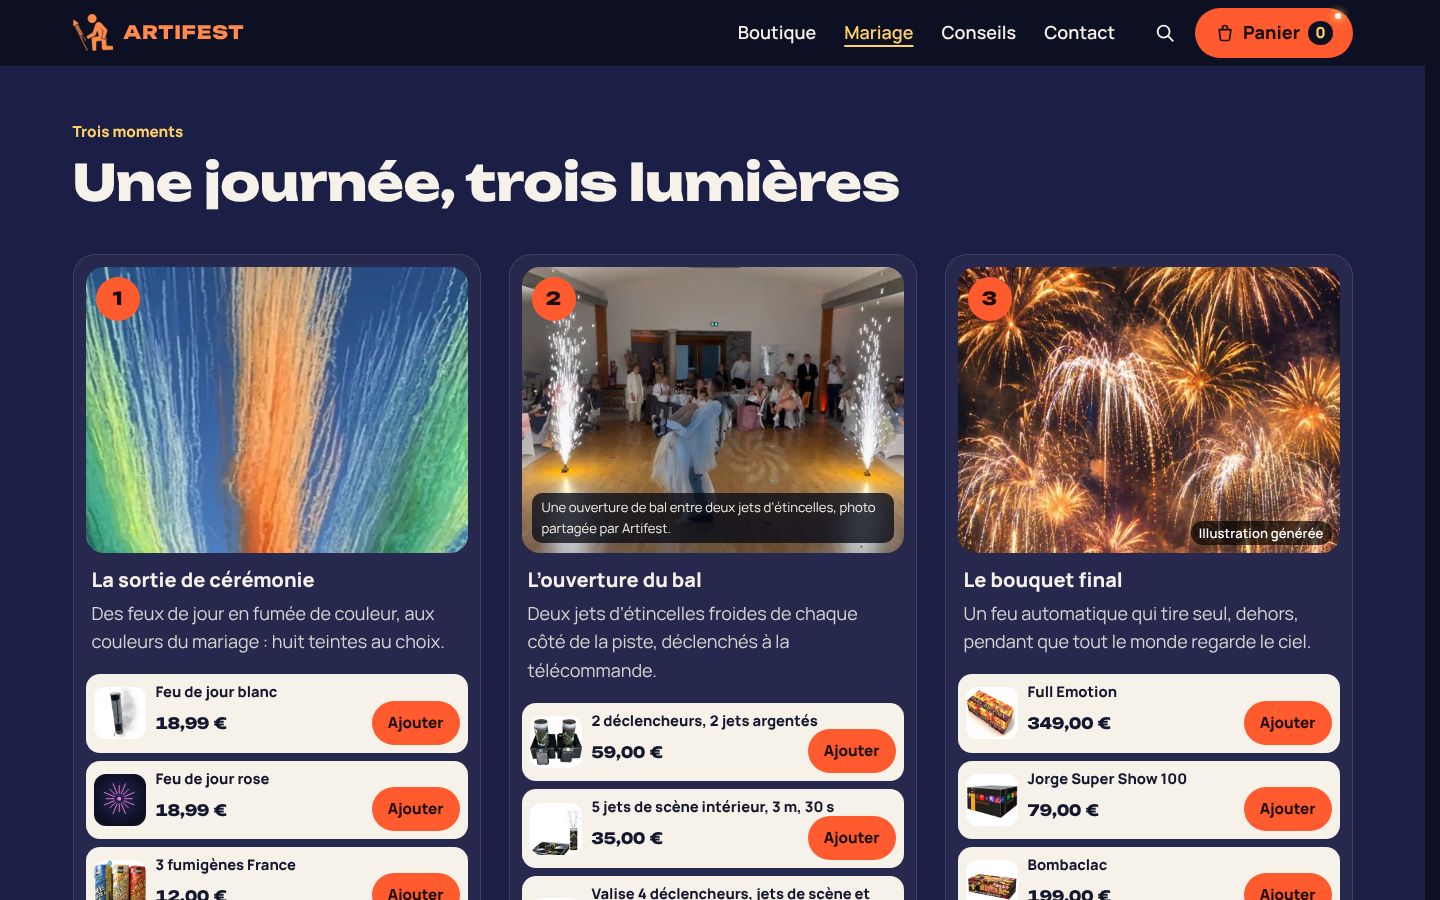 ARTIFEST
Boutique
Mariage
Conseils
Contact
Panier 0
Trois moments
Une journée, trois lumières
1
La sortie de cérémonie
Des feux de jour en fumée de couleur, aux
couleurs du mariage : huit teintes au choix.
Feu de jour blanc
18,99 €
Ajouter
Feu de jour rose
18,99 €
Ajouter
3 fumigènes France
12,00 €
Ajouter
2
Une ouverture de bal entre deux jets d’étincelles, photo
partagée par Artifest.
L’ouverture du bal
Deux jets d’étincelles froides de chaque
côté de la piste, déclenchés à la
télécommande.
2 déclencheurs, 2 jets argentés
59,00 €
Ajouter
5 jets de scène intérieur, 3 m, 30 s
35,00 €
Ajouter
Valise 4 déclencheurs, jets de scène et
3
Illustration générée
Le bouquet final
Un feu automatique qui tire seul, dehors,
pendant que tout le monde regarde le ciel.
Full Emotion
349,00 €
Ajouter
Jorge Super Show 100
79,00 €
Ajouter
Bombaclac
199,00 €
Ajouter